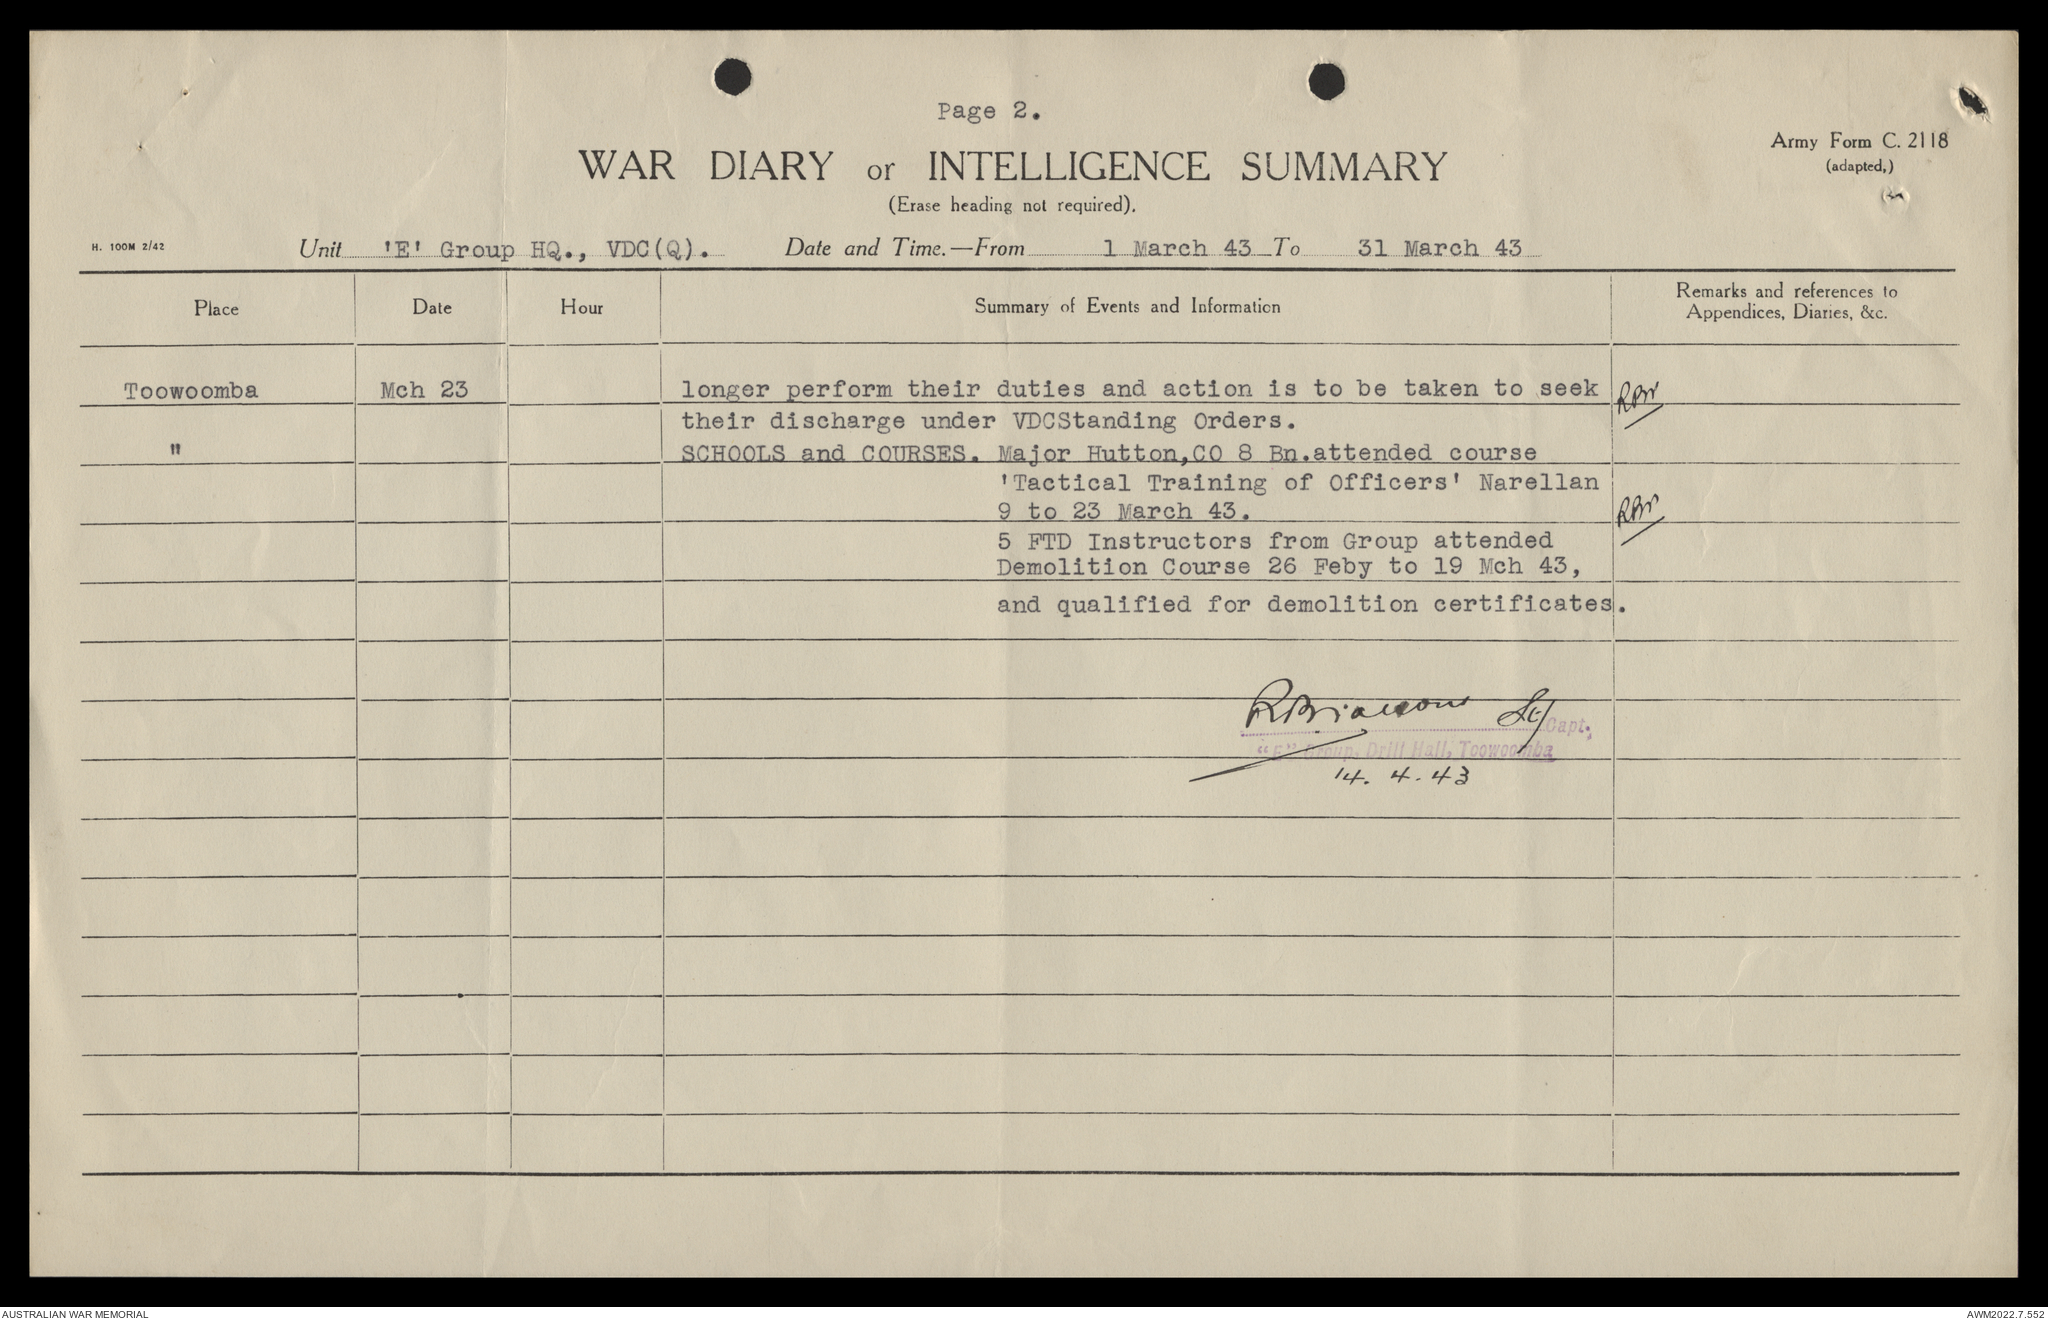 Page 2.
Army Form C. 2118
(adapted,)
WAR DIARY or INTELLIGENCE SUMMARY
(Erase heading not required).
H. 100M 2/42
Unit 'E' Group HQ., VDC(Q). Date and Time.—From 1 March 43 To 31 March 43
Place Date Hour Summary of Events and Information Remarks and references to
Appendices, Diaries, &c.
Toowoomba Mch 23 longer perform their duties and action is to be taken to seek
their discharge under VDCStanding Orders.
" SCHOOLS and COURSES. Major Hutton,CO 8 Bn.attended course
'Tactical Training of Officers' Narellan
9 to 23 March 43.
5 FTD Instructors from Group attended
Demolition Course 26 Feby to 19 Mch 43,
and qualified for demolition certificates.
Capt.,
"E" Group, Drill Hall, Toowoomba
14. 4. 43
AUSTRALIAN WAR MEMORIAL
AWM2022.7.552